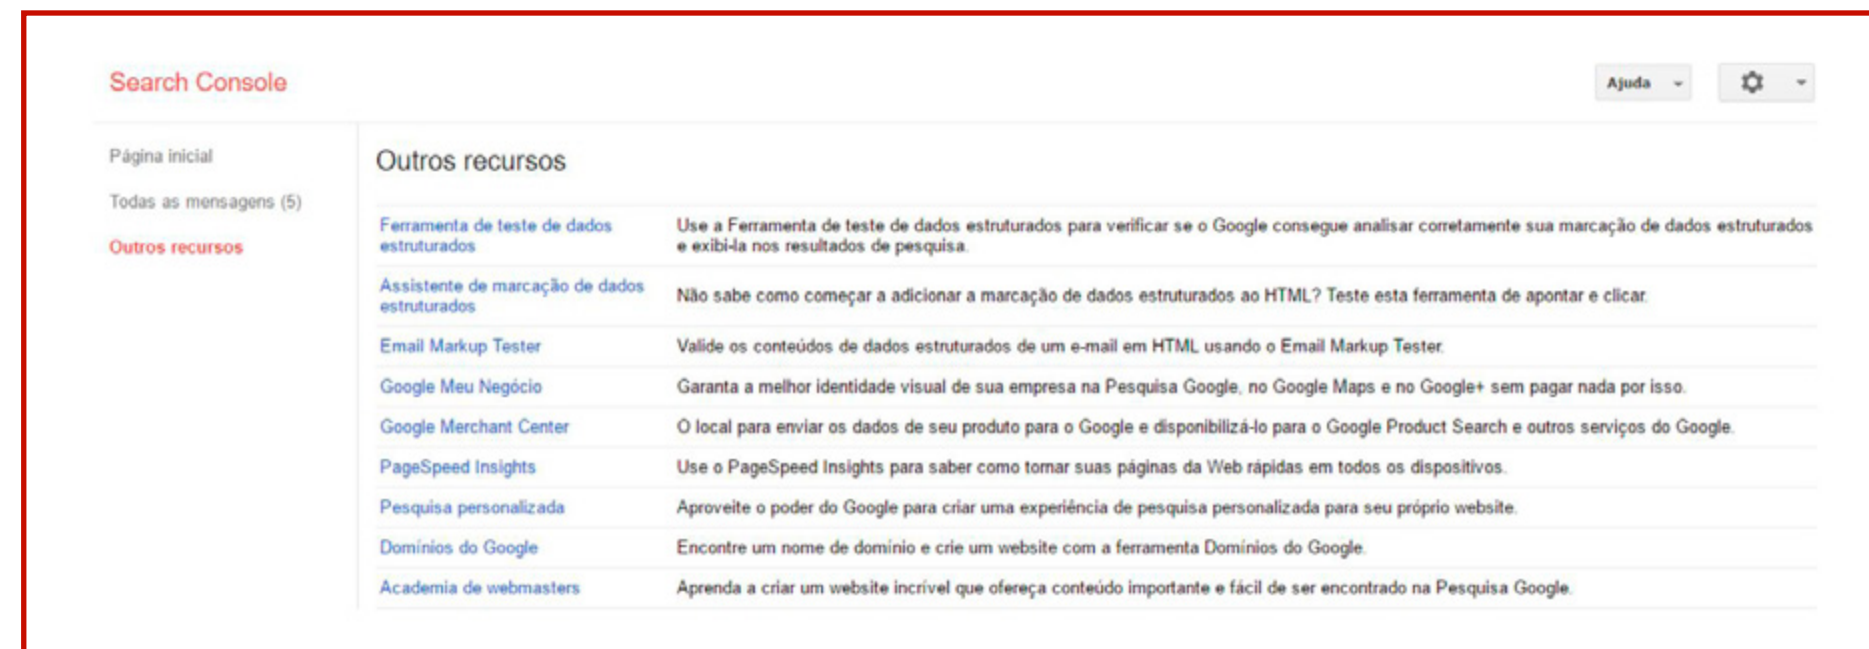 Search Console
Ajuda
Página inicial
Todas as mensagens (5)
Outros recursos
Outros recursos
Ferramenta de teste de dados
estruturados
Use a Ferramenta de teste de dados estruturados para verificar se o Google consegue analisar corretamente sua marcação de dados estruturados
e exibi-la nos resultados de pesquisa.
Assistente de marcação de dados
estruturados
Não sabe como começar a adicionar a marcação de dados estruturados ao HTML? Teste esta ferramenta de apontar e clicar.
Email Markup Tester
Valide os conteúdos de dados estruturados de um e-mail em HTML usando o Email Markup Tester.
Google Meu Negócio
Garanta a melhor identidade visual de sua empresa na Pesquisa Google, no Google Maps e no Google+ sem pagar nada por isso.
Google Merchant Center
O local para enviar os dados de seu produto para o Google e disponibilizá-lo para o Google Product Search e outros serviços do Google.
PageSpeed Insights
Use o PageSpeed Insights para saber como tornar suas páginas da Web rápidas em todos os dispositivos.
Pesquisa personalizada
Aproveite o poder do Google para criar uma experiência de pesquisa personalizada para seu próprio website.
Domínios do Google
Encontre um nome de domínio e crie um website com a ferramenta Domínios do Google.
Academia de webmasters
Aprenda a criar um website incrível que ofereça conteúdo importante e fácil de ser encontrado na Pesquisa Google.